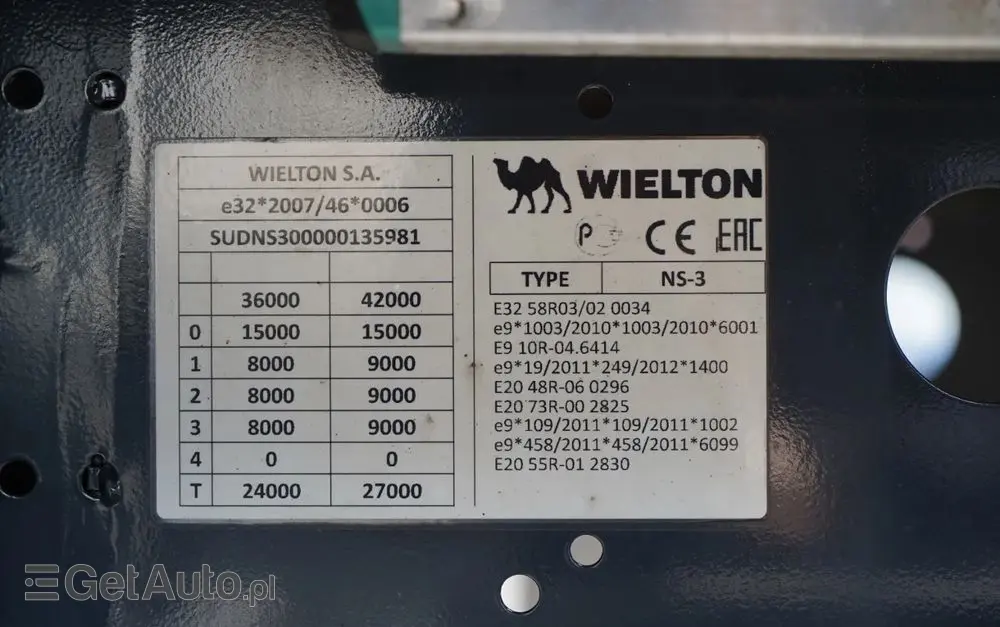 WIELTON S.A.
e32*2007/46*0006
SUDNS300000135981
36000 42000
0 15000 15000
1 8000 9000
2 8000 9000
3 8000 9000
4 0 0
T 24000 27000
WIELTON
P CE EAC
TYPE NS-3
E32 58R03/02 0034
e9*1003/2010*1003/2010*6001
E9 10R-04.6414
e9*19/2011*249/2012*1400
E20 48R-06 0296
E20 73R-00 2825
e9*109/2011*109/2011*1002
e9*458/2011*458/2011*6099
E20 55R-01 2830
GetAuto.pl